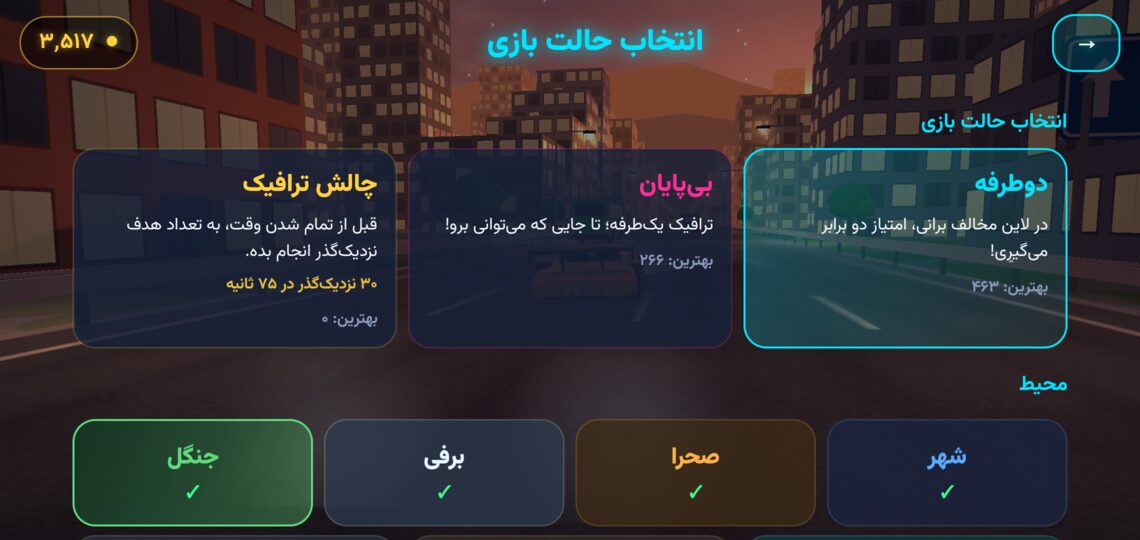 →
انتخاب حالت بازی
۳,۵۱۷
انتخاب حالت بازی
دوطرفه
در لاین مخالف برانی، امتیاز دو برابر
می‌گیری!
بهترین: ۴۶۳
بی‌پایان
ترافیک یک‌طرفه؛ تا جایی که می‌توانی برو!
بهترین: ۲۶۶
چالش ترافیک
قبل از تمام شدن وقت، به تعداد هدف
نزدیک‌گذر انجام بده.
۳۰ نزدیک‌گذر در ۷۵ ثانیه
بهترین: ۰
محیط
شهر
✓
صحرا
✓
برفی
✓
جنگل
✓